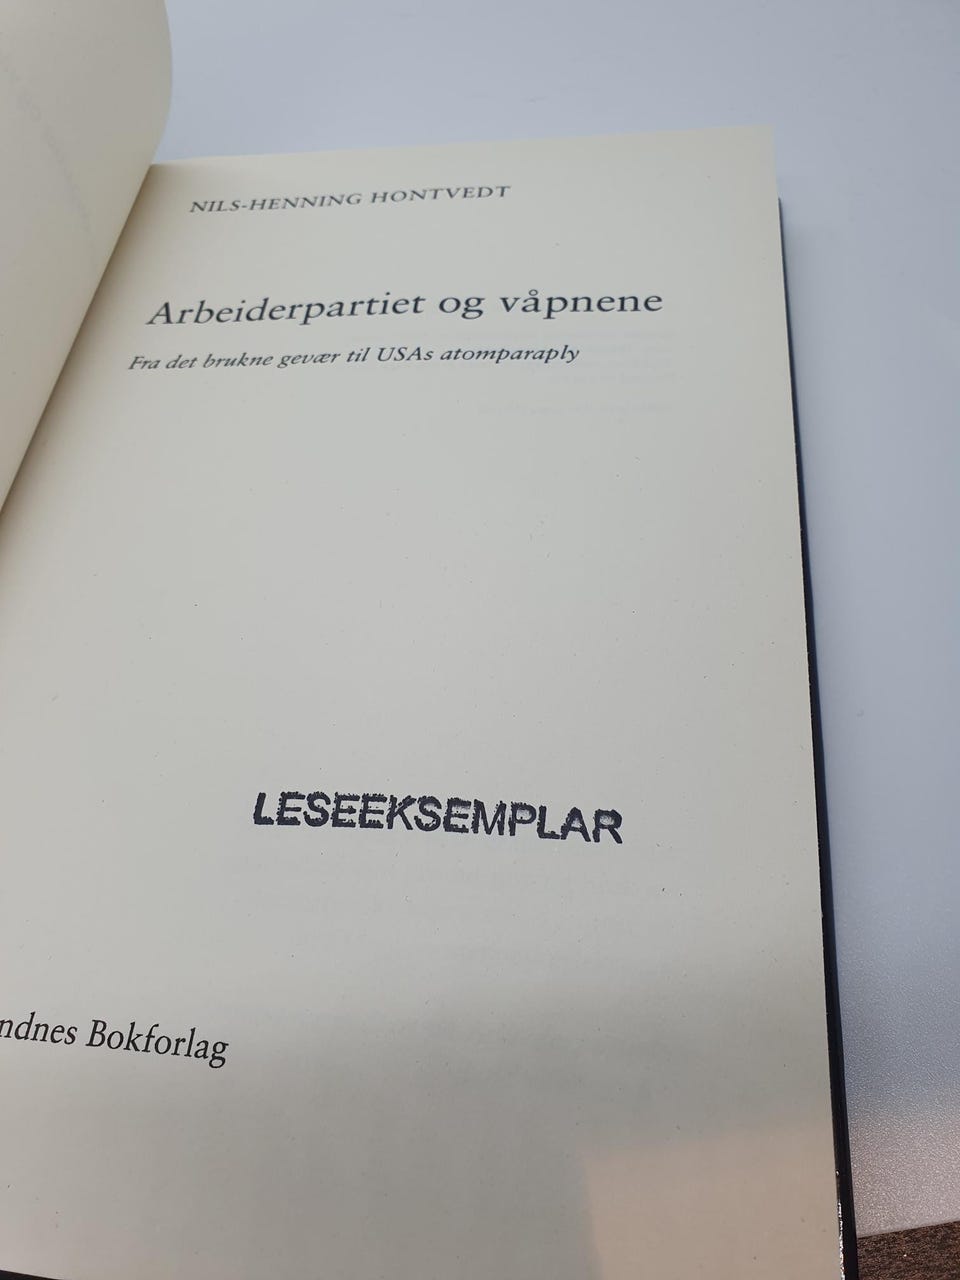 NILS-HENNING HONTVEDT
Arbeiderpartiet og våpnene
Fra det brukne gevær til USAs atomparaply
LESEEKSEMPLAR
ndnes Bokforlag